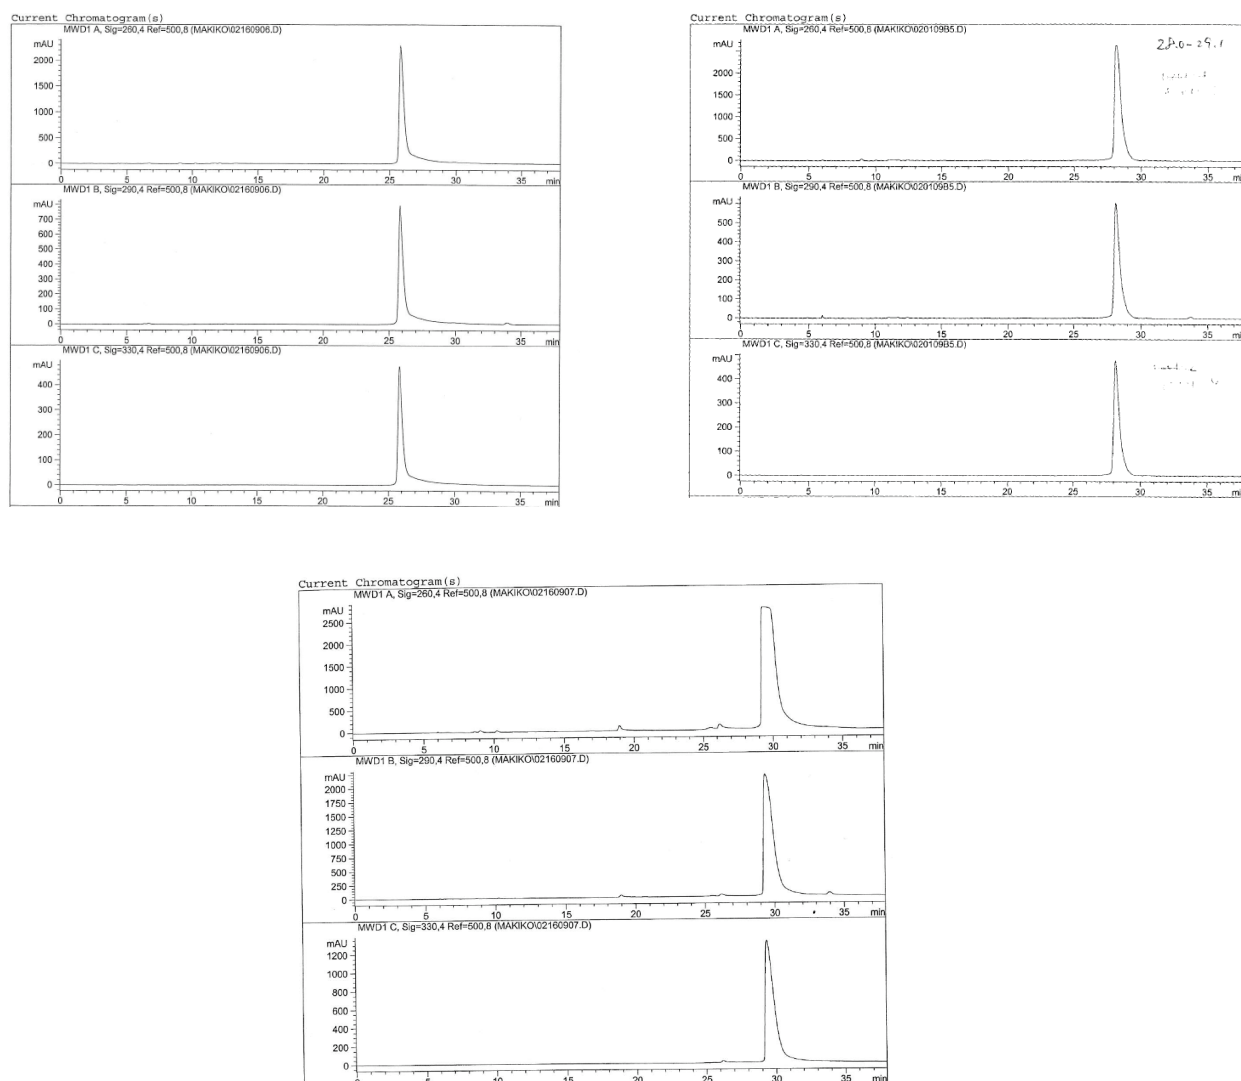 Current Chromatogram(s)
MWD1 A, Sig=260,4 Ref=500,8 (MAKIKO\02160906.D)
mAU
2000
1500
1000
500
0
0 5 10 15 20 25 30 35 min
MWD1 B, Sig=290,4 Ref=500,8 (MAKIKO\02160906.D)
mAU
700
600
500
400
300
200
100
0
0 5 10 15 20 25 30 35 min
MWD1 C, Sig=330,4 Ref=500,8 (MAKIKO\02160906.D)
mAU
400
300
200
100
0
0 5 10 15 20 25 30 35 min
Current Chromatogram(s)
MWD1 A, Sig=260,4 Ref=500,8 (MAKIKO\020109B5.D)
28.0-29.1
mAU
2000
1500
1000
500
0
0 5 10 15 20 25 30 35 min
MWD1 B, Sig=290,4 Ref=500,8 (MAKIKO\020109B5.D)
mAU
500
400
300
200
100
0
0 5 10 15 20 25 30 35 min
MWD1 C, Sig=330,4 Ref=500,8 (MAKIKO\020109B5.D)
mAU
400
300
200
100
0
0 5 10 15 20 25 30 35 min
Current Chromatogram(s)
MWD1 A, Sig=260,4 Ref=500,8 (MAKIKO\02160907.D)
mAU
2500
2000
1500
1000
500
0
0 5 10 15 20 25 30 35 min
MWD1 B, Sig=290,4 Ref=500,8 (MAKIKO\02160907.D)
mAU
2000
1750
1500
1250
1000
750
500
250
0
0 5 10 15 20 25 30 35 min
MWD1 C, Sig=330,4 Ref=500,8 (MAKIKO\02160907.D)
mAU
1200
1000
800
600
400
200
0
0 5 10 15 20 25 30 35 min